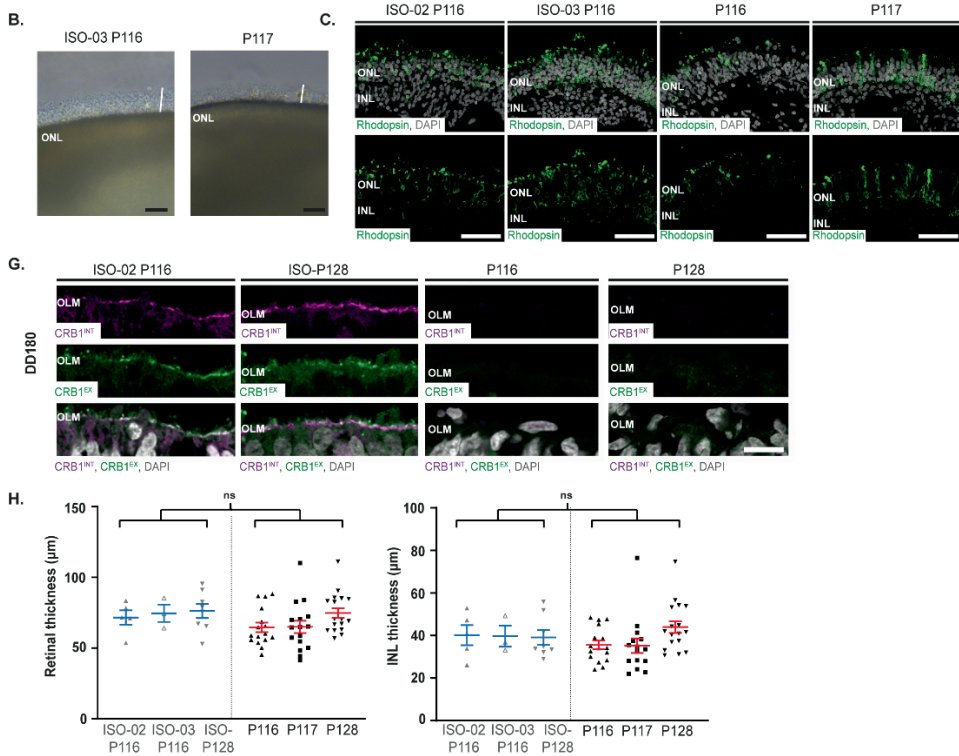 B.
ISO-03 P116
P117
ONL
ONL
C.
ISO-02 P116
ISO-03 P116
P116
P117
ONL
ONL
ONL
ONL
INL
INL
INL
INL
Rhodopsin, DAPI
Rhodopsin, DAPI
Rhodopsin, DAPI
Rhodopsin, DAPI
ONL
ONL
ONL
ONL
INL
INL
INL
INL
Rhodopsin
Rhodopsin
Rhodopsin
Rhodopsin
G.
ISO-02 P116
ISO-P128
P116
P128
DD180
OLM
OLM
OLM
OLM
CRB1INT
CRB1INT
CRB1INT
CRB1INT
OLM
OLM
OLM
OLM
CRB1EX
CRB1EX
CRB1EX
CRB1EX
OLM
OLM
OLM
OLM
CRB1INT, CRB1EX, DAPI
CRB1INT, CRB1EX, DAPI
CRB1INT, CRB1EX, DAPI
CRB1INT, CRB1EX, DAPI
H.
ns
Retinal thickness (µm)
150
100
50
0
ISO-02 P116
ISO-03 P116
ISO-P128
P116
P117
P128
ns
INL thickness (µm)
100
80
60
40
20
0
ISO-02 P116
ISO-03 P116
ISO-P128
P116
P117
P128